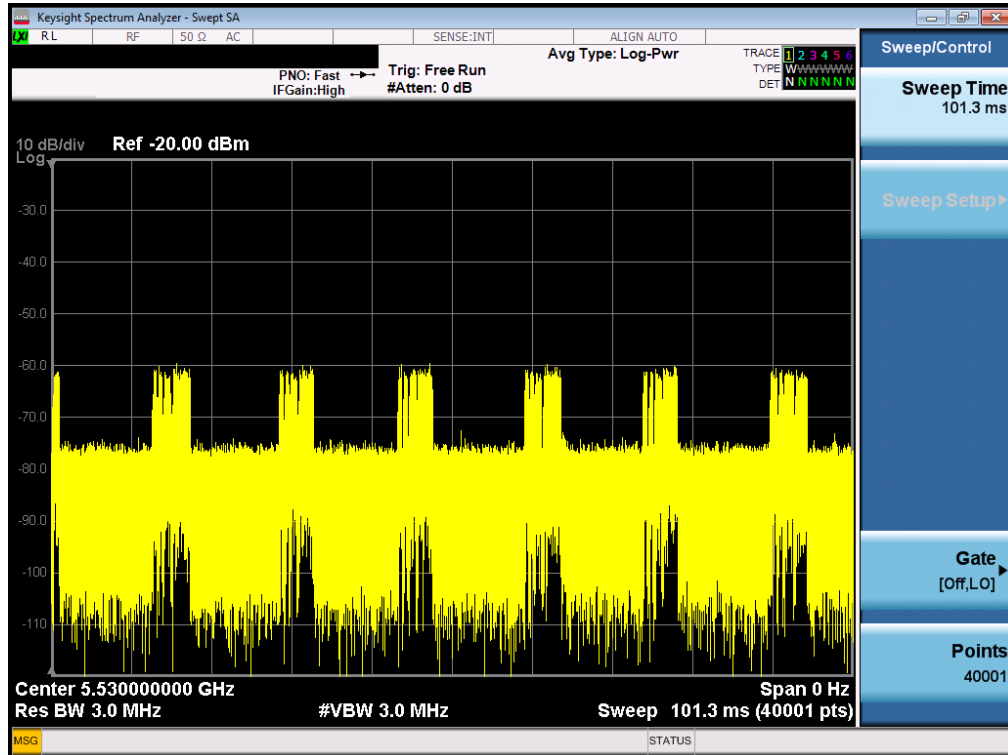 Keysight Spectrum Analyzer - Swept SA
LXI RL RF 50 Ω AC SENSE:INT ALIGN AUTO
Sweep/Control
Avg Type: Log-Pwr
TRACE 1 2 3 4 5 6
PNO: Fast Trig: Free Run
TYPE WWWWWW
IFGain:High #Atten: 0 dB
DET N N N N N N
Sweep Time
101.3 ms
10 dB/div Ref -20.00 dBm
Log
Sweep Setup
-30.0
-40.0
-50.0
-60.0
-70.0
-80.0
-90.0
-100
-110
Gate
[Off,LO]
Points
40001
Center 5.530000000 GHz Span 0 Hz
Res BW 3.0 MHz #VBW 3.0 MHz Sweep 101.3 ms (40001 pts)
MSG STATUS